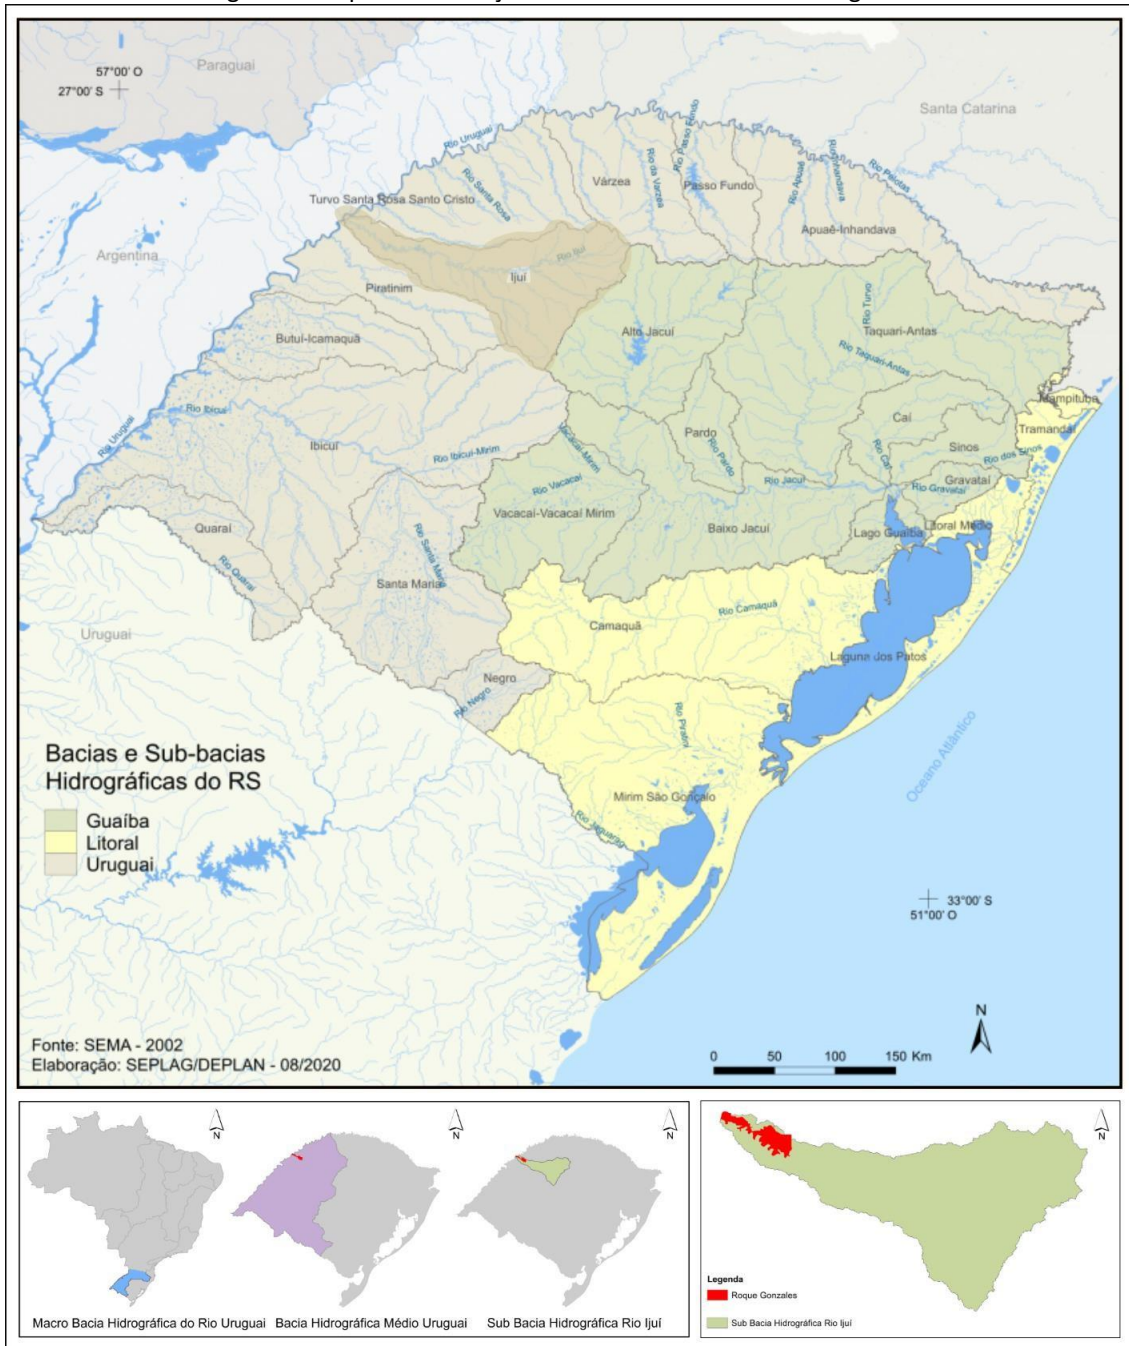 Paraguai
57°00' O
27°00' S
Santa Catarina
Rio Uruguai
Rio Passo Fundo
Rio Santa Rosa
Várzea
Rio da Várzea
Passo Fundo
Rio Apuaê
Rio Inhandava
Rio Pelotas
Turvo Santa Rosa Santo Cristo
Apuaê-Inhandava
Argentina
Rio Ijuí
Ijuí
Piratinim
Rio Turvo
Butuí-Icamaquã
Alto Jacuí
Taquari-Antas
Rio Taquari-Antas
Mampituba
Rio Ibicuí
Rio Uruguai
Ibicuí
Rio Ibicuí-Mirim
Vacacaí-Mirim
Pardo
Rio Pardo
Caí
Rio Caí
Tramandaí
Sinos
Rio dos Sinos
Rio Vacacaí
Rio Jacuí
Gravataí
Rio Gravataí
Quaraí
Vacacaí-Vacacaí Mirim
Baixo Jacuí
Lago Guaíba
Litoral Médio
Rio Quaraí
Rio Santa Maria
Santa Maria
Rio Camaquã
Camaquã
Uruguai
Laguna dos Patos
Negro
Rio Negro
Rio Piratini
Oceano Atlântico
Mirim São Gonçalo
Rio Jaguarão
Bacias e Sub-bacias
Hidrográficas do RS
Guaíba
Litoral
Uruguai
33°00' S
51°00' O
N
Fonte: SEMA - 2002
Elaboração: SEPLAG/DEPLAN - 08/2020
0 50 100 150 Km
N
N
N
N
Macro Bacia Hidrográfica do Rio Uruguai
Bacia Hidrográfica Médio Uruguai
Sub Bacia Hidrográfica Rio Ijuí
Legenda
Roque Gonzales
Sub Bacia Hidrográfica Rio Ijuí